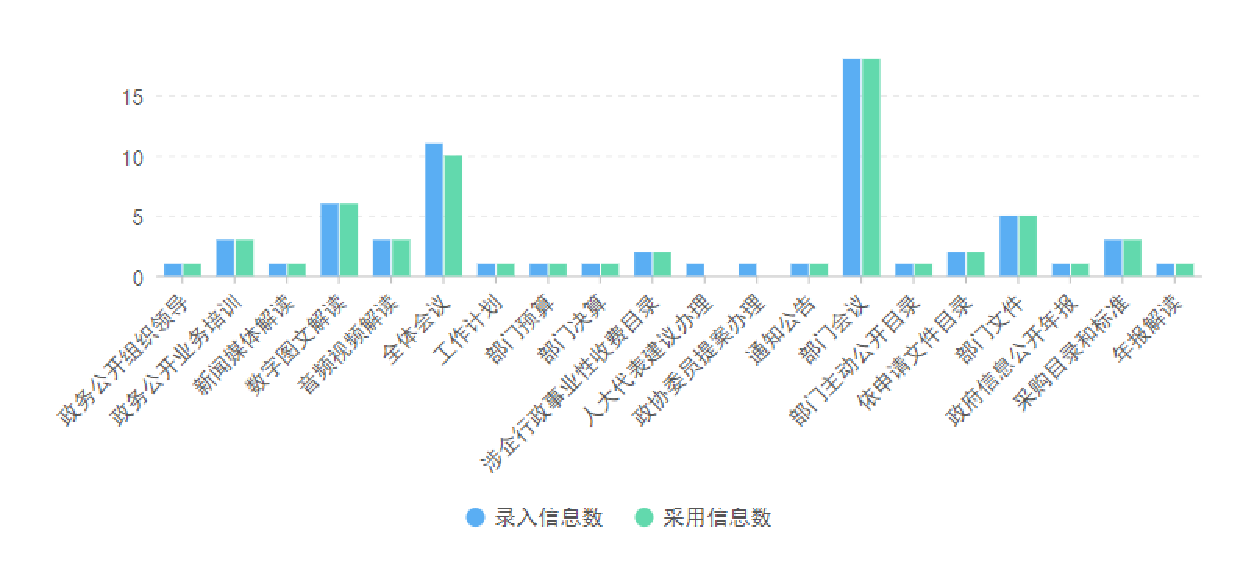 15
10
5
0
政务公开组织领导
政务公开业务培训
新闻媒体解读
数字图文解读
音频视频解读
全体会议
工作计划
部门预算
部门决算
涉企行政事业性收费目录
人大代表建议办理
政协委员提案办理
通知公告
部门会议
部门主动公开目录
依申请文件目录
部门文件
政府信息公开年报
采购目录和标准
年报解读
录入信息数
采用信息数